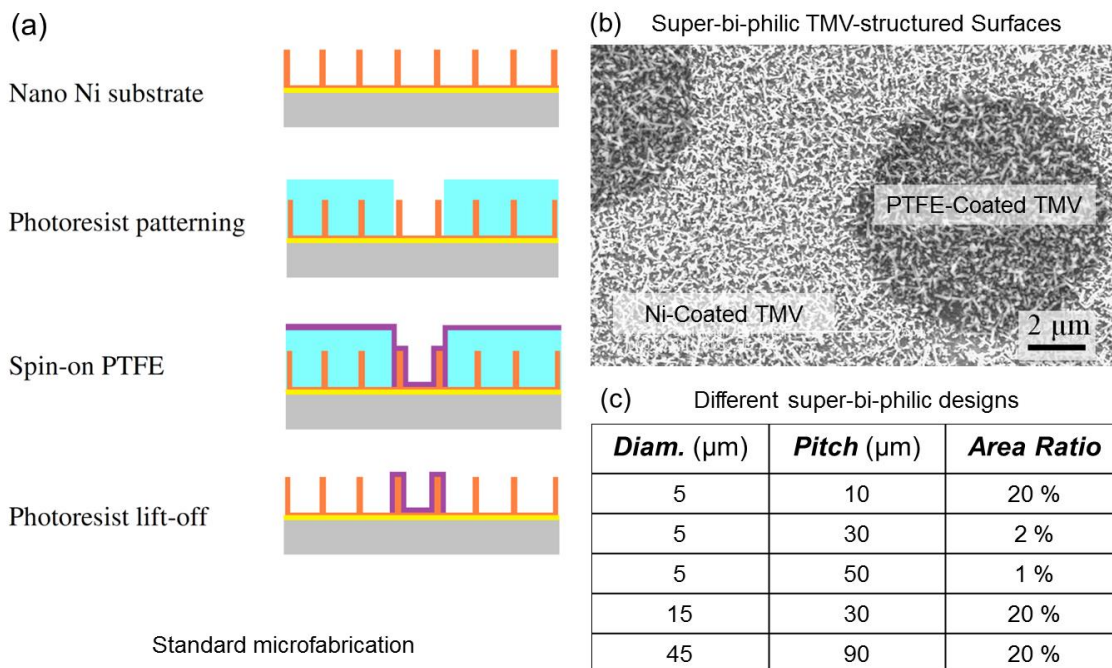 (a)
Nano Ni substrate
Photoresist patterning
Spin-on PTFE
Photoresist lift-off
Standard microfabrication
(b) Super-bi-philic TMV-structured Surfaces
PTFE-Coated TMV
Ni-Coated TMV
2 µm
(c) Different super-bi-philic designs
Diam. (µm) Pitch (µm) Area Ratio
5 10 20 %
5 30 2 %
5 50 1 %
15 30 20 %
45 90 20 %